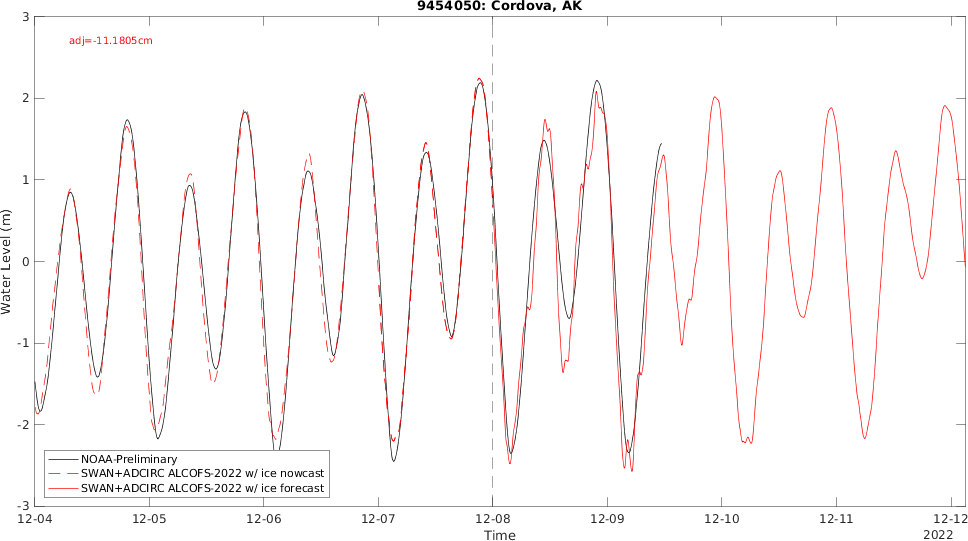 9454050: Cordova, AK
adj=-11.1805cm
3
2
1
0
-1
-2
-3
Water Level (m)
NOAA-Preliminary
SWAN+ADCIRC ALCOFS-2022 w/ ice nowcast
SWAN+ADCIRC ALCOFS-2022 w/ ice forecast
12-04 12-05 12-06 12-07 12-08 12-09 12-10 12-11 12-12
Time
2022